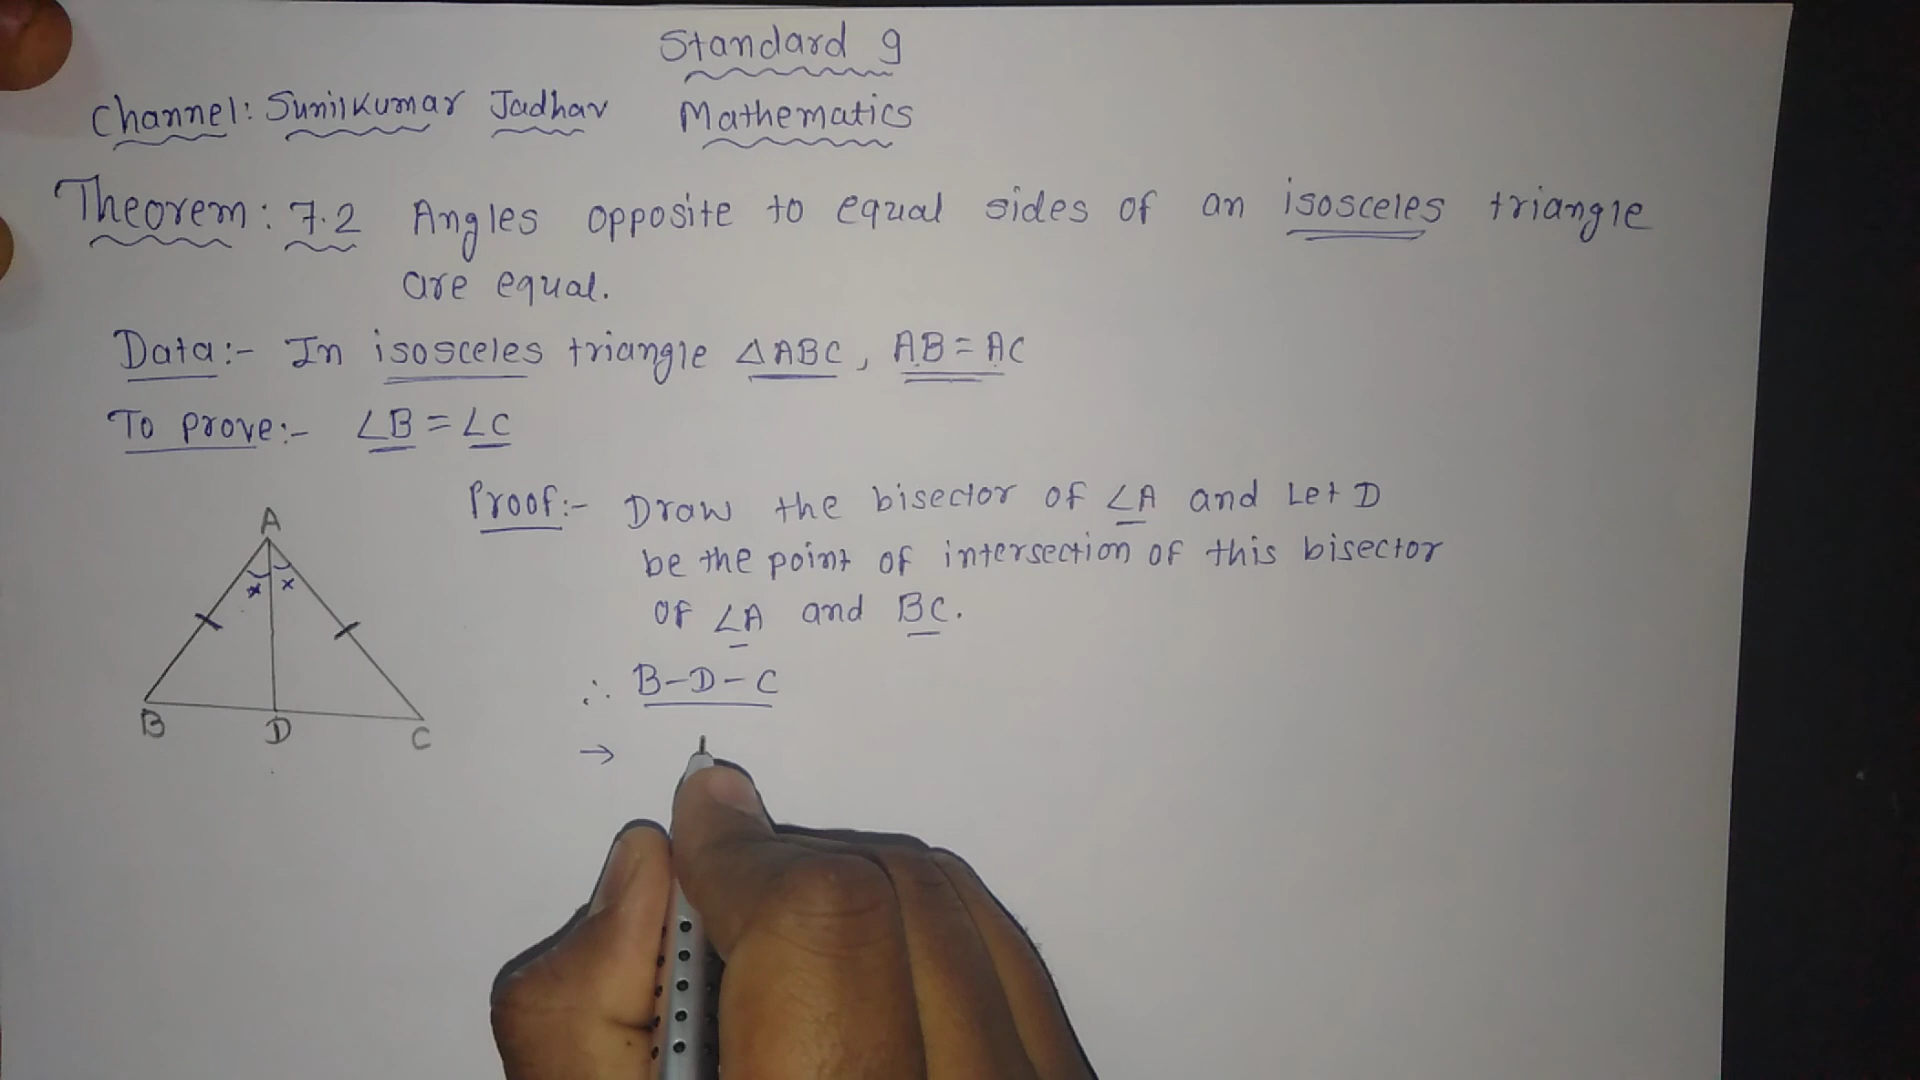 Standard 9
Channel: Sunilkumar Jadhav Mathematics
Theorem: 7.2 Angles opposite to equal sides of an isosceles triangle
are equal.
Data:- In isosceles triangle △ABC, AB = AC
To prove:- ∠B = ∠C
Proof:- Draw the bisector of ∠A and Let D
be the point of intersection of this bisector
of ∠A and BC.
∴ B-D-C
→
A
x x
B D C